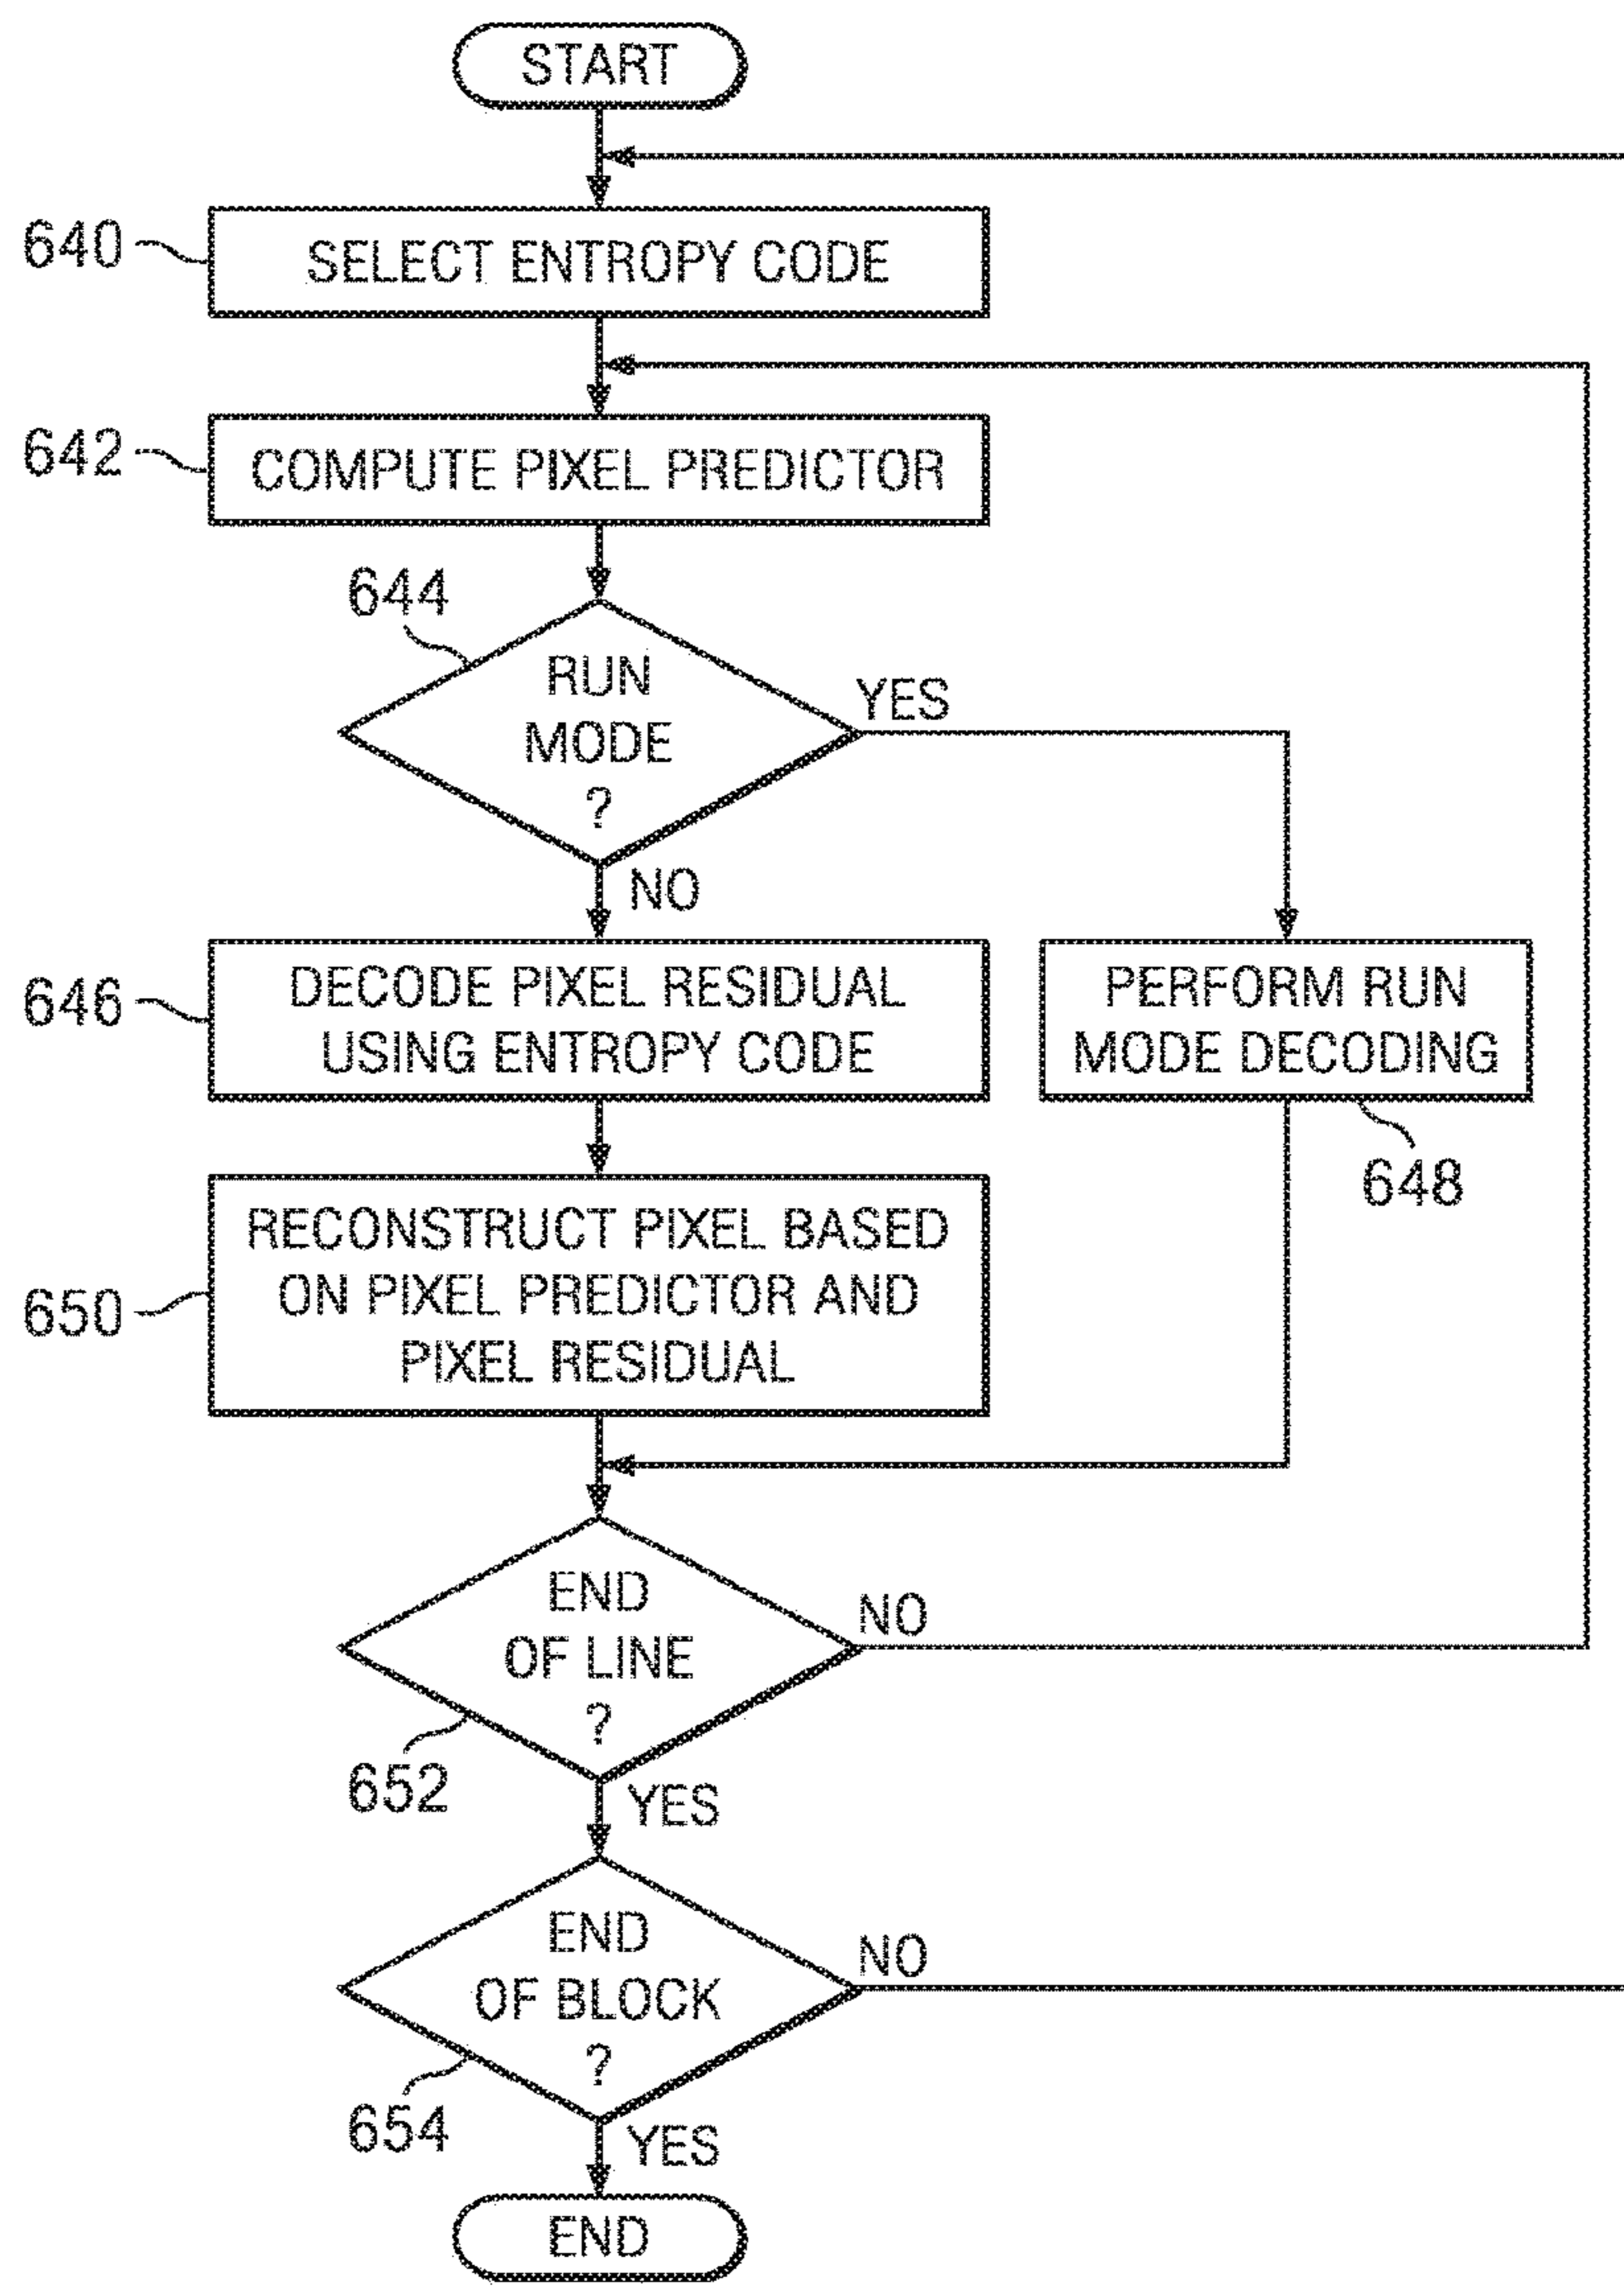 START
640
SELECT ENTROPY CODE
642
COMPUTE PIXEL PREDICTOR
644
RUN
MODE
?
YES
NO
646
DECODE PIXEL RESIDUAL
USING ENTROPY CODE
PERFORM RUN
MODE DECODING
648
650
RECONSTRUCT PIXEL BASED
ON PIXEL PREDICTOR AND
PIXEL RESIDUAL
END
OF LINE
?
NO
652
YES
END
OF BLOCK
?
NO
654
YES
END